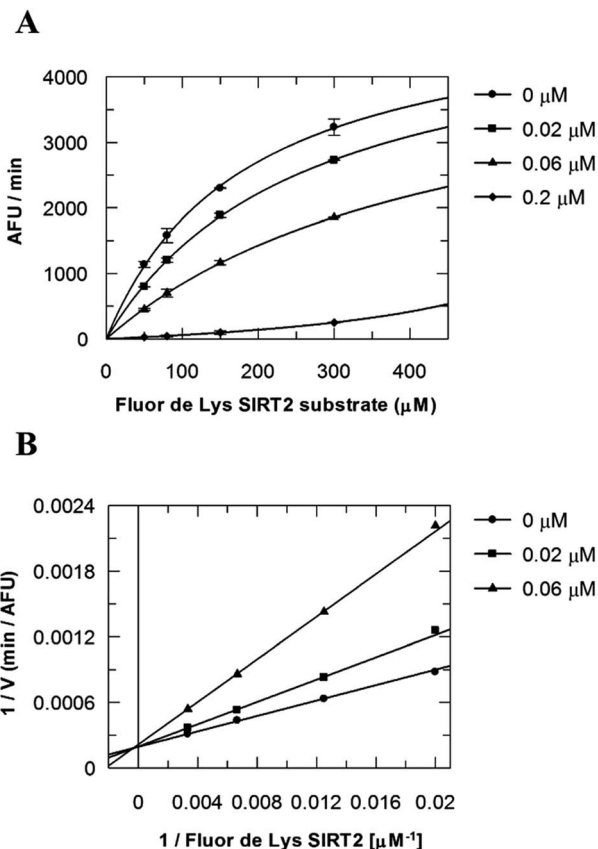 A
4000
3000
2000
1000
0
AFU / min
0 100 200 300 400
Fluor de Lys SIRT2 substrate (μM)
0 μM
0.02 μM
0.06 μM
0.2 μM
B
0.0024
0.0018
0.0012
0.0006
0
1 / V (min / AFU)
0 0.004 0.008 0.012 0.016 0.02
1 / Fluor de Lys SIRT2 [μM⁻¹]
0 μM
0.02 μM
0.06 μM